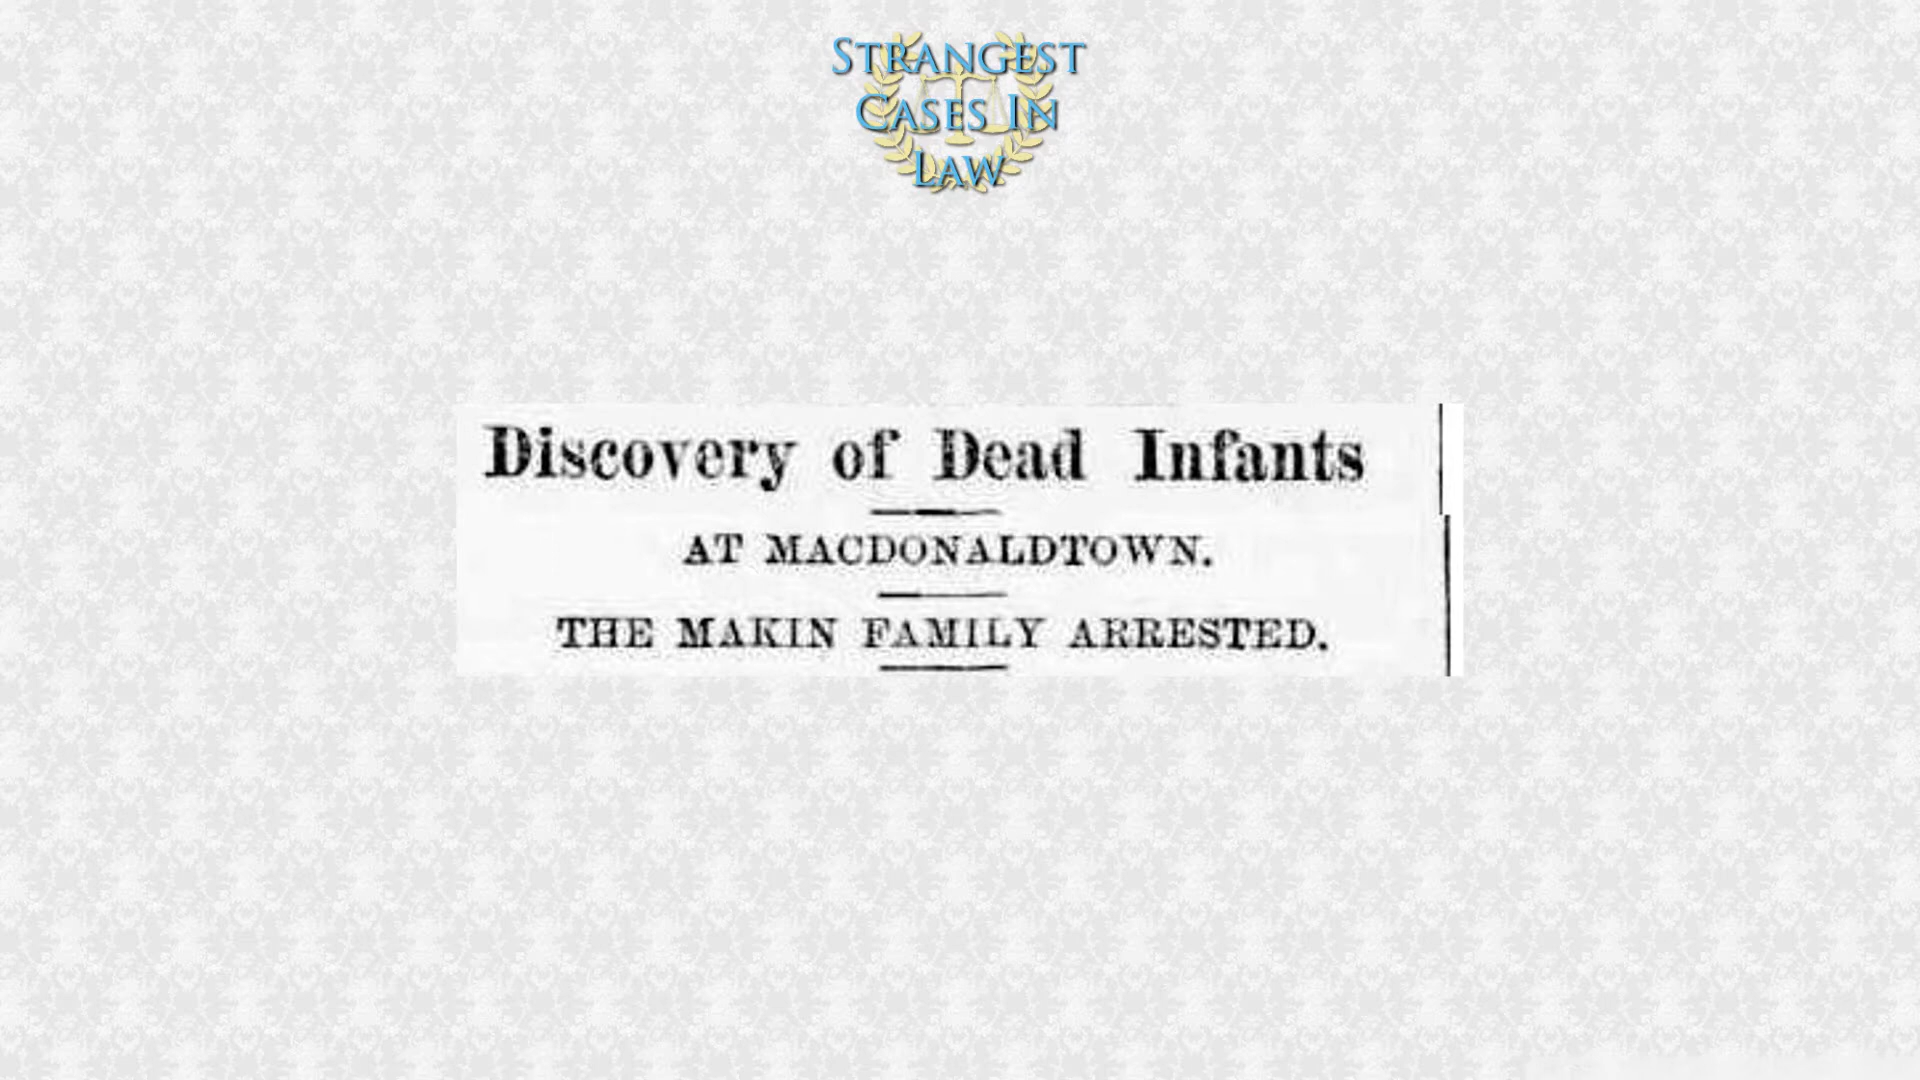 Strangest
Cases In
Law
Discovery of Dead Infants
AT MACDONALDTOWN.
THE MAKIN FAMILY ARRESTED.